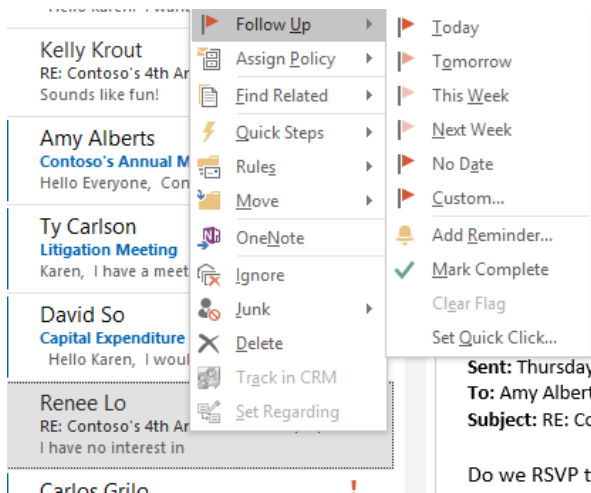 Hello Karen! I want
Kelly Krout
RE: Contoso's 4th Ar
Sounds like fun!
Amy Alberts
Contoso's Annual M
Hello Everyone, Con
Ty Carlson
Litigation Meeting
Karen, I have a meet
David So
Capital Expenditure
Hello Karen, I woul
Renee Lo
RE: Contoso's 4th Ar
I have no interest in
Carlos Grilo
Follow Up
Assign Policy
Find Related
Quick Steps
Rules
Move
OneNote
Ignore
Junk
Delete
Track in CRM
Set Regarding
Today
Tomorrow
This Week
Next Week
No Date
Custom...
Add Reminder...
Mark Complete
Clear Flag
Set Quick Click...
Sent: Thursday
To: Amy Albert
Subject: RE: Co
Do we RSVP t